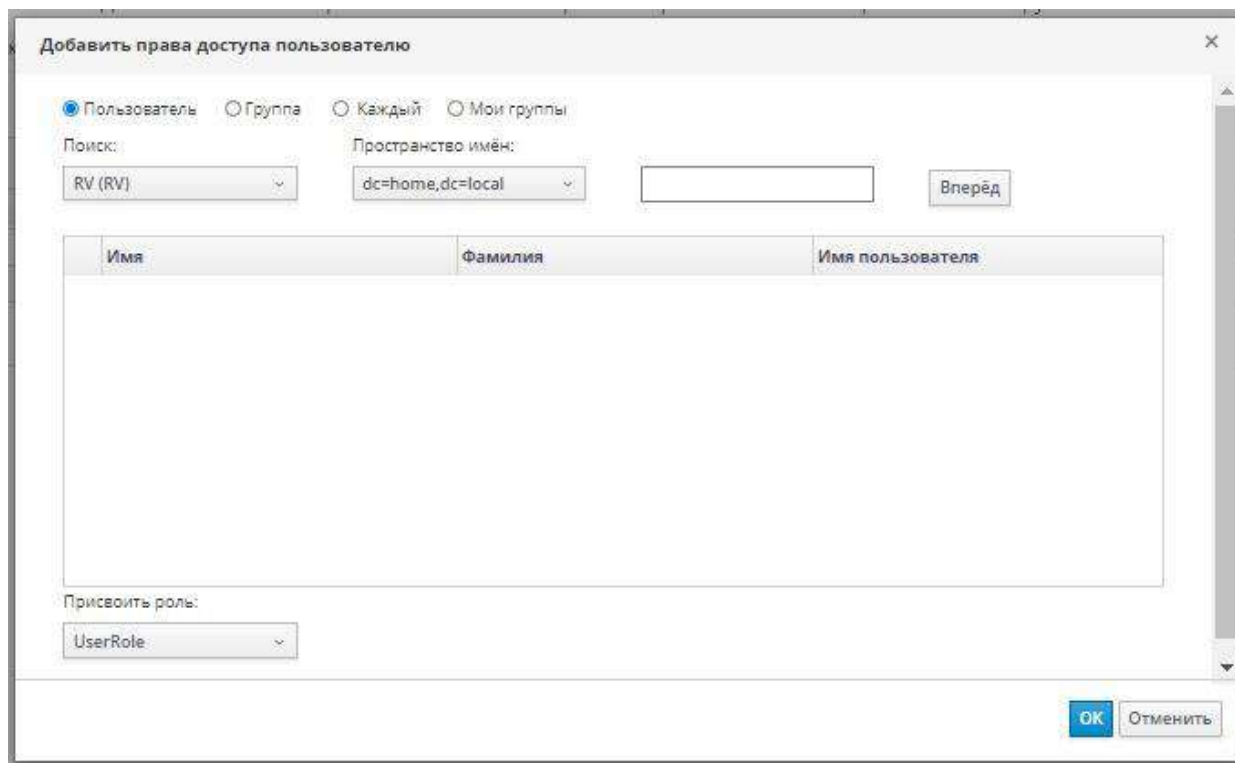 Добавить права доступа пользователю
Пользователь Группа Каждый Мои группы
Поиск: Пространство имён:
RV (RV) dc=home,dc=local Вперёд
Имя Фамилия Имя пользователя
Присвоить роль:
UserRole
OK Отменить